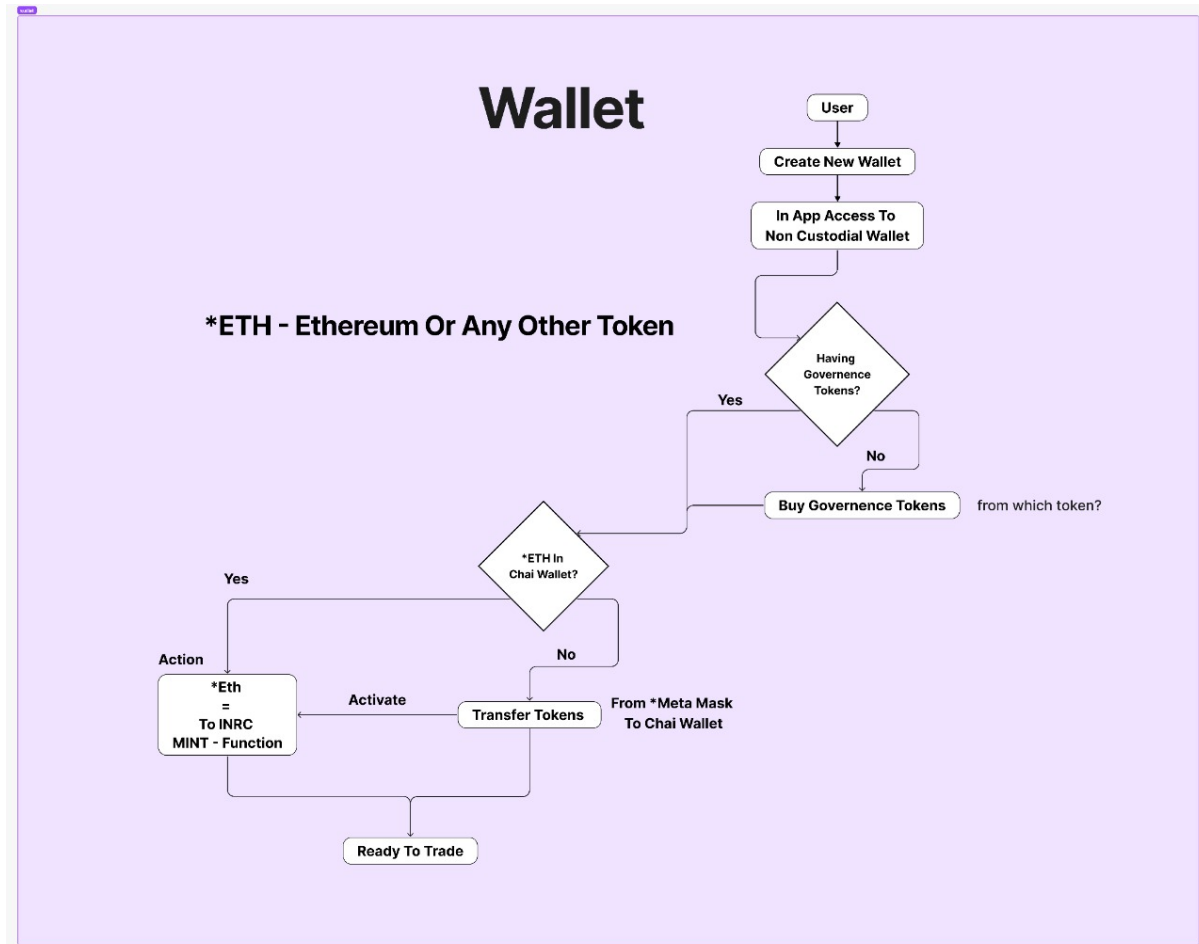 wallet
Wallet
User
Create New Wallet
In App Access To
Non Custodial Wallet
*ETH - Ethereum Or Any Other Token
Having
Governence
Tokens?
Yes
No
Buy Governence Tokens
from which token?
*ETH In
Chai Wallet?
Yes
No
Action
*Eth
=
To INRC
MINT - Function
Activate
Transfer Tokens
From *Meta Mask
To Chai Wallet
Ready To Trade